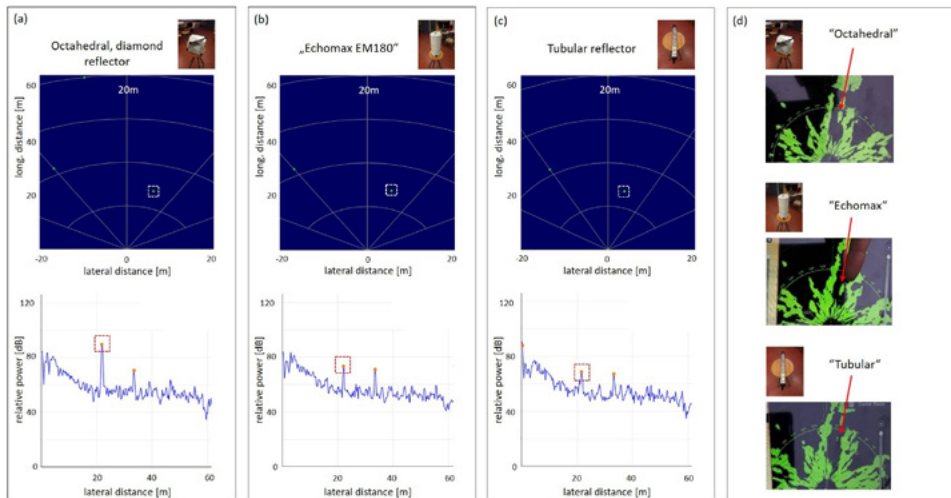 (a)
Octahedral, diamond
reflector
20m
60
40
20
long. distance [m]
-20
0
20
lateral distance [m]
120
80
40
0
relative power [dB]
20
40
60
lateral distance [m]
(b)
„Echomax EM180“
20m
60
40
20
long. distance [m]
-20
0
20
lateral distance [m]
120
80
40
0
relative power [dB]
20
40
60
lateral distance [m]
(c)
Tubular reflector
20m
60
40
20
long. distance [m]
-20
0
20
lateral distance [m]
120
80
40
0
relative power [dB]
20
40
60
lateral distance [m]
(d)
“Octahedral”
“Echomax”
“Tubular”